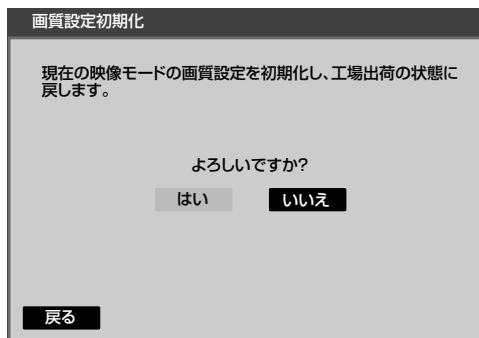 画質設定初期化
現在の映像モードの画質設定を初期化し、工場出荷の状態に
戻します。
よろしいですか?
はい いいえ
戻る